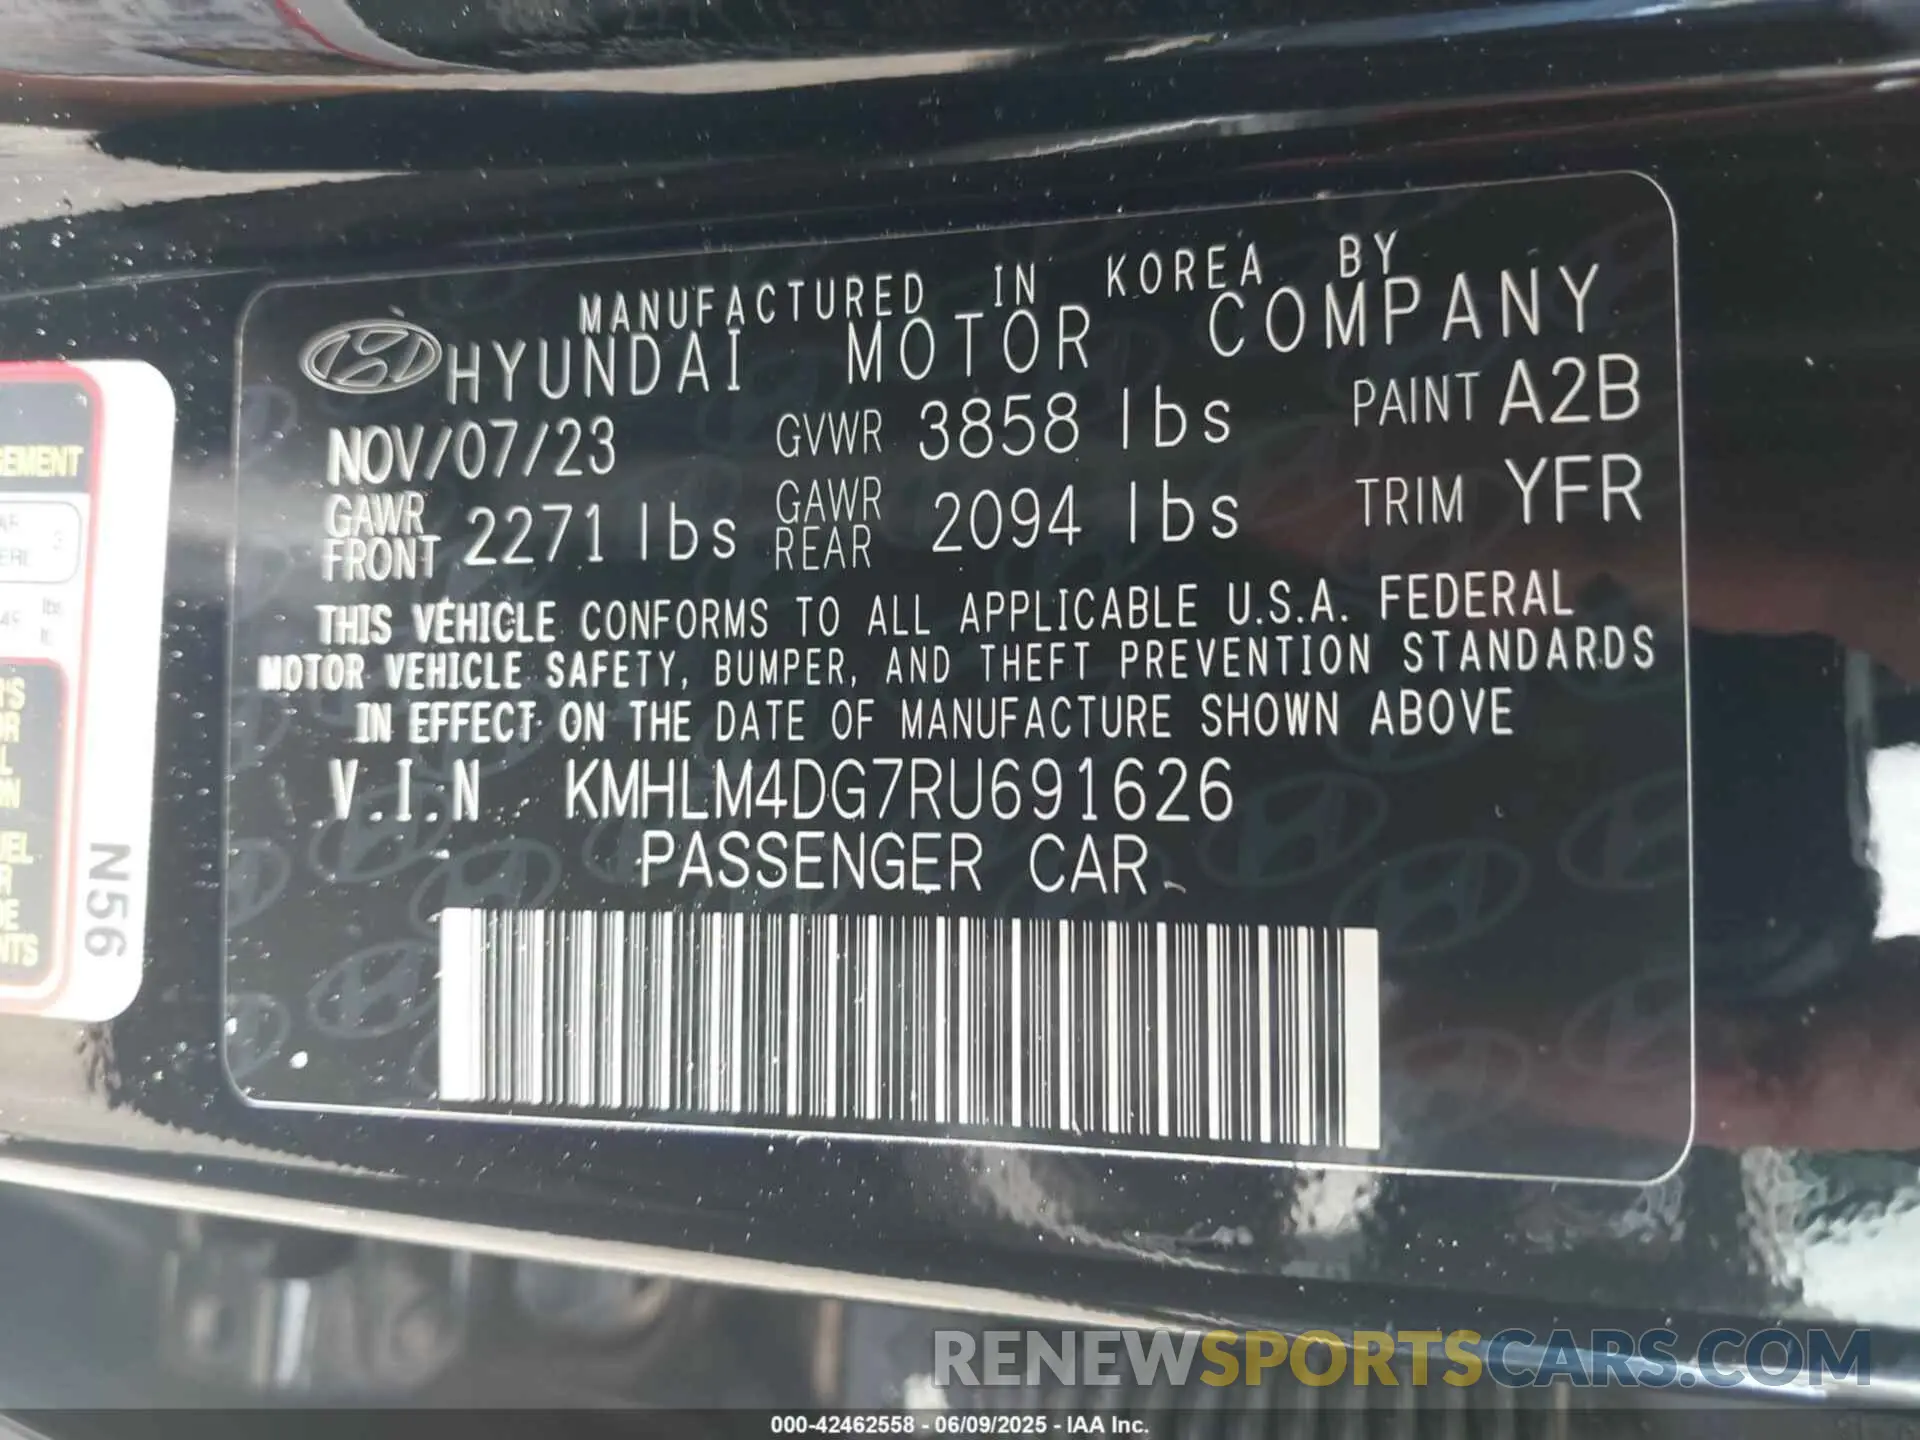 MANUFACTURED IN KOREA BY
HYUNDAI MOTOR COMPANY
NOV/07/23 GVWR 3858 lbs PAINT A2B
GAWR FRONT 2271 lbs GAWR REAR 2094 lbs TRIM YFR
THIS VEHICLE CONFORMS TO ALL APPLICABLE U.S.A. FEDERAL
MOTOR VEHICLE SAFETY, BUMPER, AND THEFT PREVENTION STANDARDS
IN EFFECT ON THE DATE OF MANUFACTURE SHOWN ABOVE
V.I.N KMHLM4DG7RU691626
PASSENGER CAR
N56
RENEWSPORTSCARS.COM
000-42462558 - 06/09/2025 - IAA Inc.